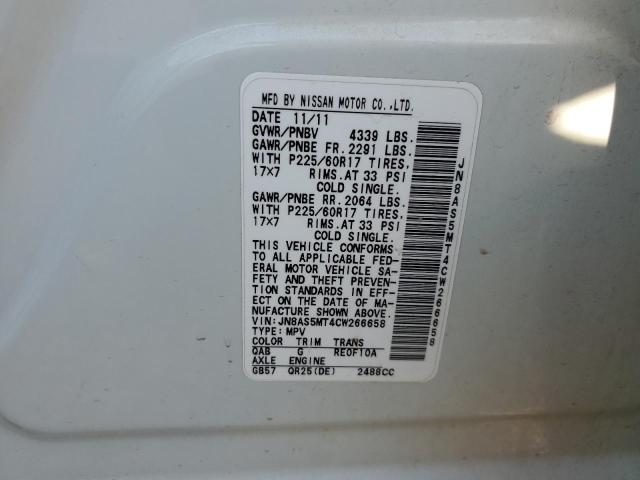 MFD BY NISSAN MOTOR CO.,LTD.
DATE 11/11
GVWR/PNBV 4339 LBS.
GAWR/PNBE FR.2291 LBS.
WITH P225/60R17 TIRES,
17X7 RIMS.AT 33 PSI
COLD SINGLE.
GAWR/PNBE RR.2064 LBS.
WITH P225/60R17 TIRES,
17X7 RIMS.AT 33 PSI
COLD SINGLE.
THIS VEHICLE CONFORMS
TO ALL APPLICABLE FED-
ERAL MOTOR VEHICLE SA-
FETY AND THEFT PREVEN-
TION STANDARDS IN EFF-
ECT ON THE DATE OF MA-
NUFACTURE SHOWN ABOVE.
VIN:JN8AS5MT4CW266658
TYPE:MPV
COLOR TRIM TRANS
QAB G RE0F10A
AXLE ENGINE
GB57 QR25(DE) 2488CC
JN8AS5MT4CW266658